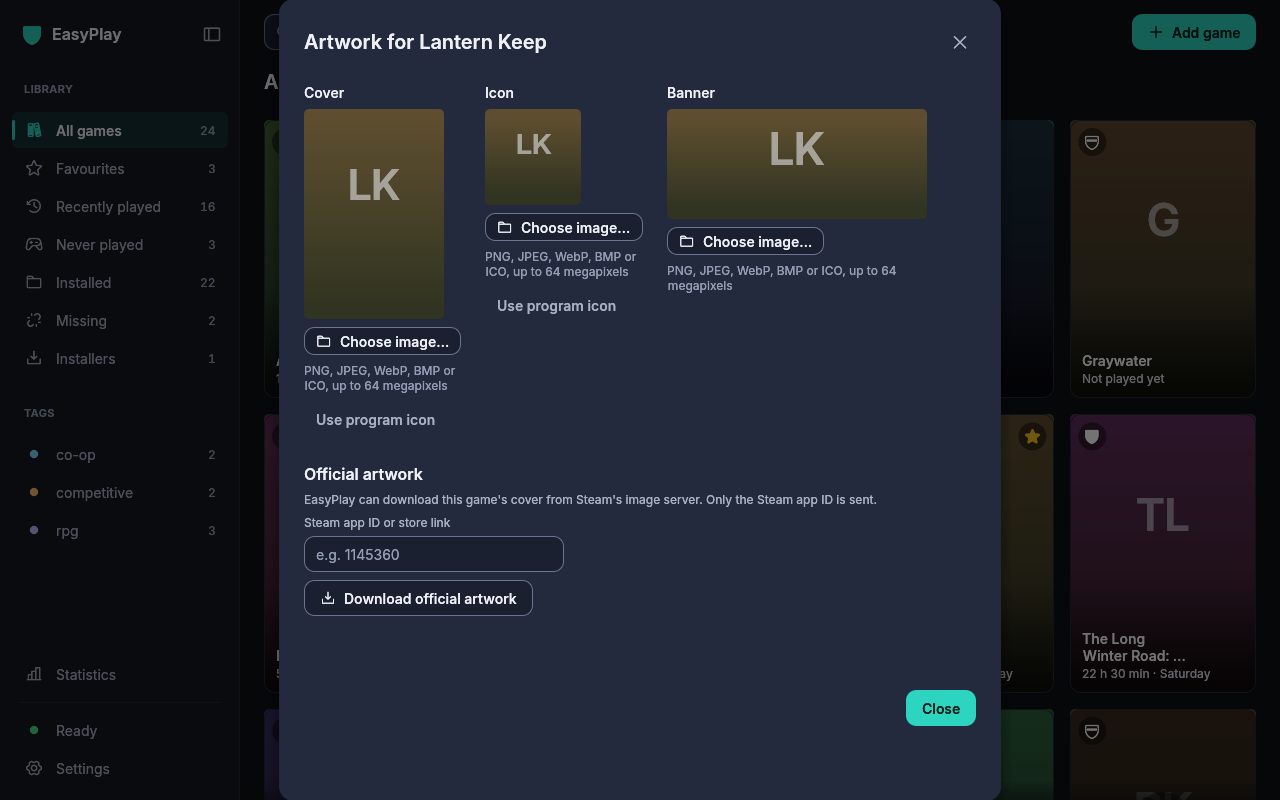 EasyPlay
LIBRARY
All games 24
Favourites 3
Recently played 16
Never played 3
Installed 22
Missing 2
Installers 1
TAGS
co-op 2
competitive 2
rpg 3
Statistics
Ready
Settings
Add game
Artwork for Lantern Keep
Cover
LK
Choose image...
PNG, JPEG, WebP, BMP or
ICO, up to 64 megapixels
Use program icon
Icon
LK
Choose image...
PNG, JPEG, WebP, BMP or
ICO, up to 64 megapixels
Use program icon
Banner
LK
Choose image...
PNG, JPEG, WebP, BMP or ICO, up to 64
megapixels
Official artwork
EasyPlay can download this game's cover from Steam's image server. Only the Steam app ID is sent.
Steam app ID or store link
e.g. 1145360
Download official artwork
Close
G
Graywater
Not played yet
TL
The Long
Winter Road: ...
22 h 30 min · Saturday